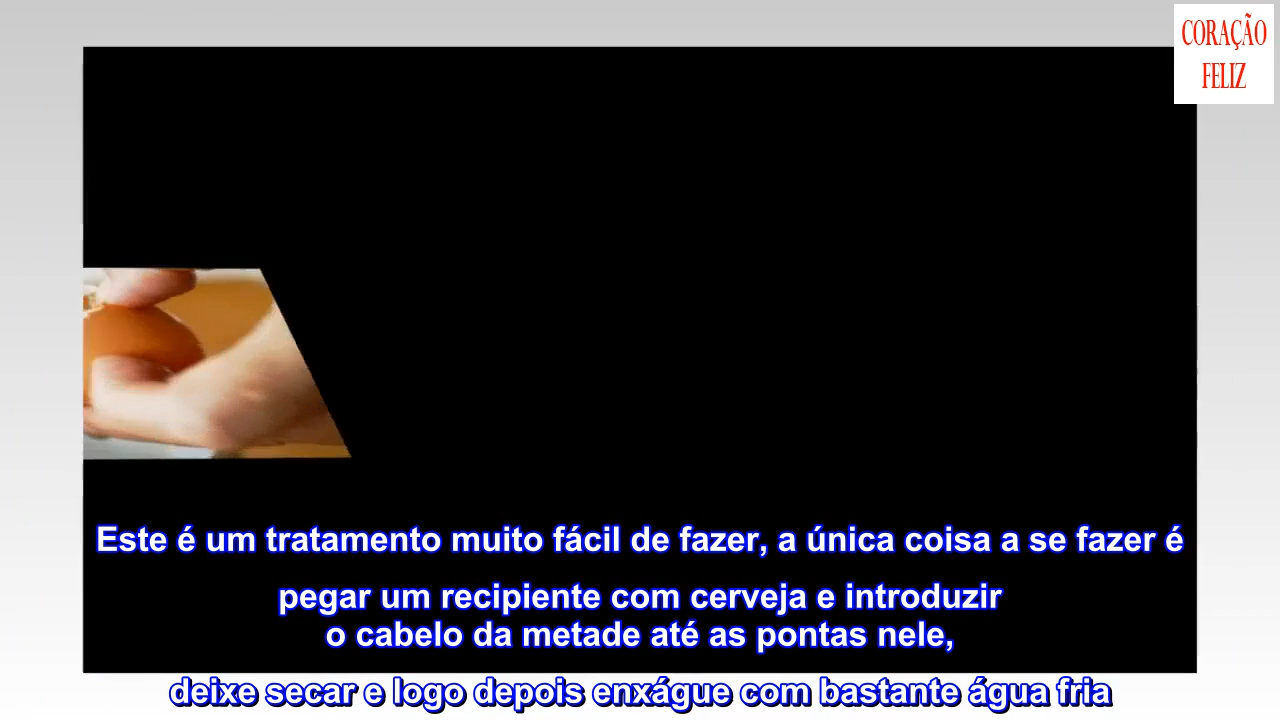 CORAÇÃO
FELIZ
Este é um tratamento muito fácil de fazer, a única coisa a se fazer é
pegar um recipiente com cerveja e introduzir
o cabelo da metade até as pontas nele,
deixe secar e logo depois enxágue com bastante água fria